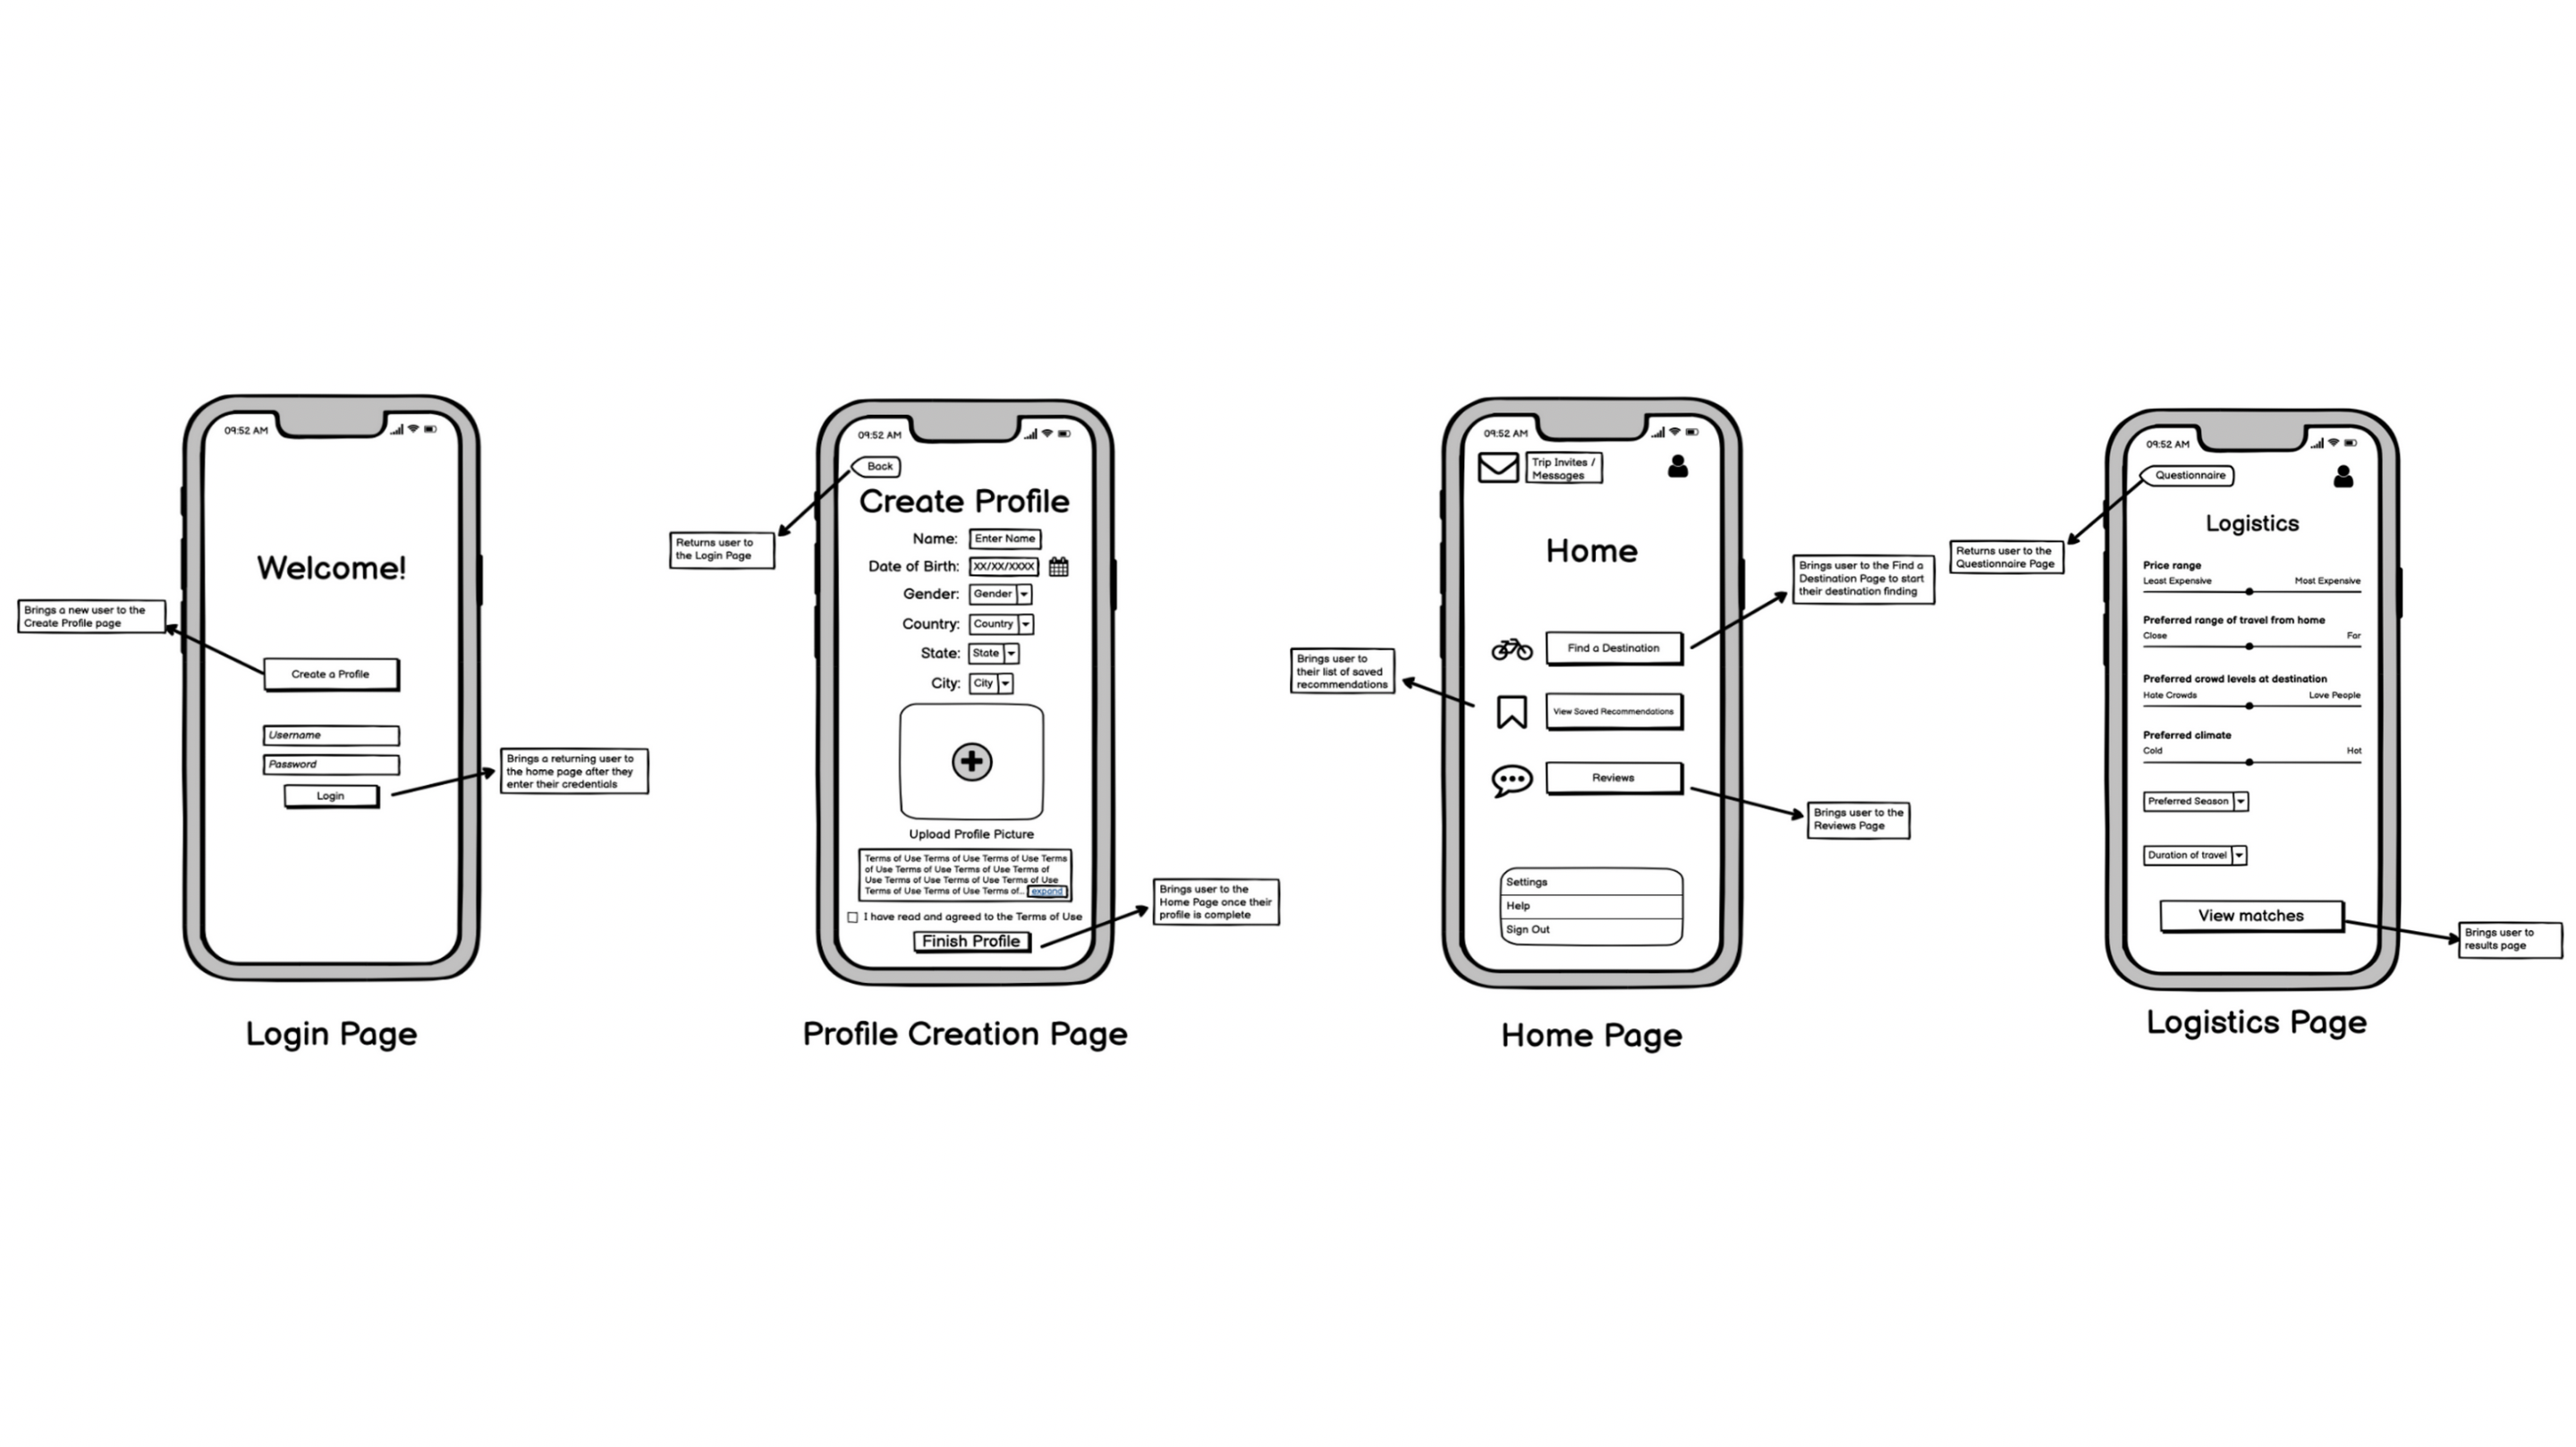 09:52 AM
Welcome!
Brings a new user to the
Create Profile page
Create a Profile
Username
Password
Login
Brings a returning user to
the home page after they
enter their credentials
Login Page
09:52 AM
Back
Create Profile
Returns user to
the Login Page
Name: Enter Name
Date of Birth: XX/XX/XXXX
Gender: Gender
Country: Country
State: State
City: City
Upload Profile Picture
Terms of Use Terms of Use Terms of Use Terms
of Use Terms of Use Terms of Use Terms of
Use Terms of Use Terms of Use Terms of Use
Terms of Use Terms of Use Terms of... expand
I have read and agreed to the Terms of Use
Finish Profile
Brings user to the
Home Page once their
profile is complete
Profile Creation Page
09:52 AM
Trip Invites /
Messages
Home
Brings user to the Find a
Destination Page to start
their destination finding
Find a Destination
Brings user to
their list of saved
recommendations
View Saved Recommendations
Reviews
Brings user to the
Reviews Page
Settings
Help
Sign Out
Home Page
09:52 AM
Questionnaire
Logistics
Returns user to the
Questionnaire Page
Price range
Least Expensive Most Expensive
Preferred range of travel from home
Close Far
Preferred crowd levels at destination
Hate Crowds Love People
Preferred climate
Cold Hot
Preferred Season
Duration of travel
View matches
Brings user to
results page
Logistics Page